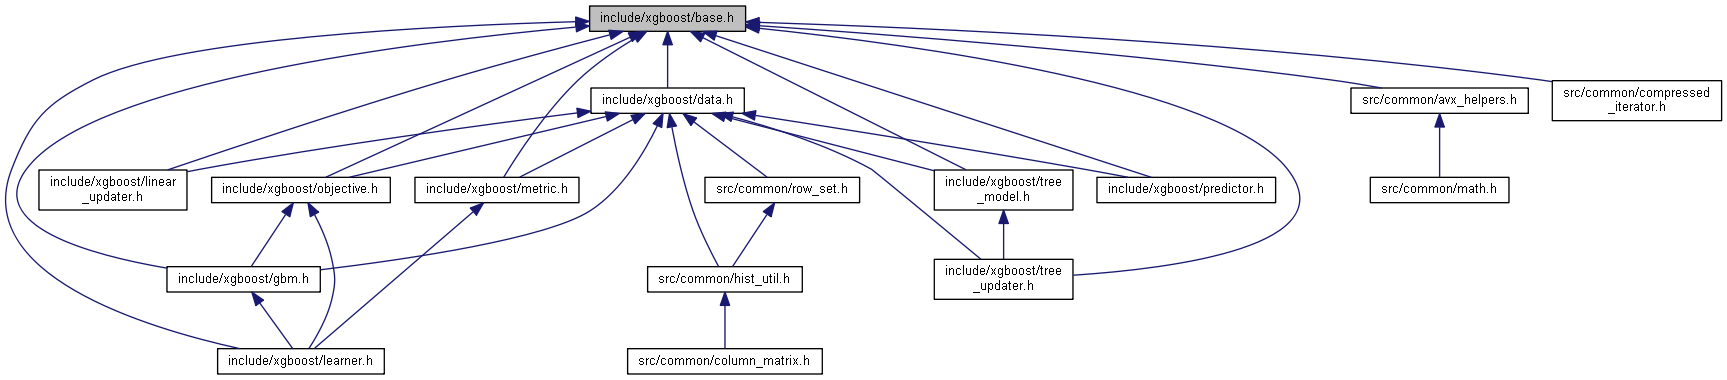 include/xgboost/base.h
include/xgboost/data.h
src/common/avx_helpers.h
src/common/compressed
_iterator.h
include/xgboost/linear
_updater.h
include/xgboost/objective.h
include/xgboost/metric.h
src/common/row_set.h
include/xgboost/tree
_model.h
include/xgboost/predictor.h
src/common/math.h
include/xgboost/gbm.h
src/common/hist_util.h
include/xgboost/tree
_updater.h
include/xgboost/learner.h
src/common/column_matrix.h